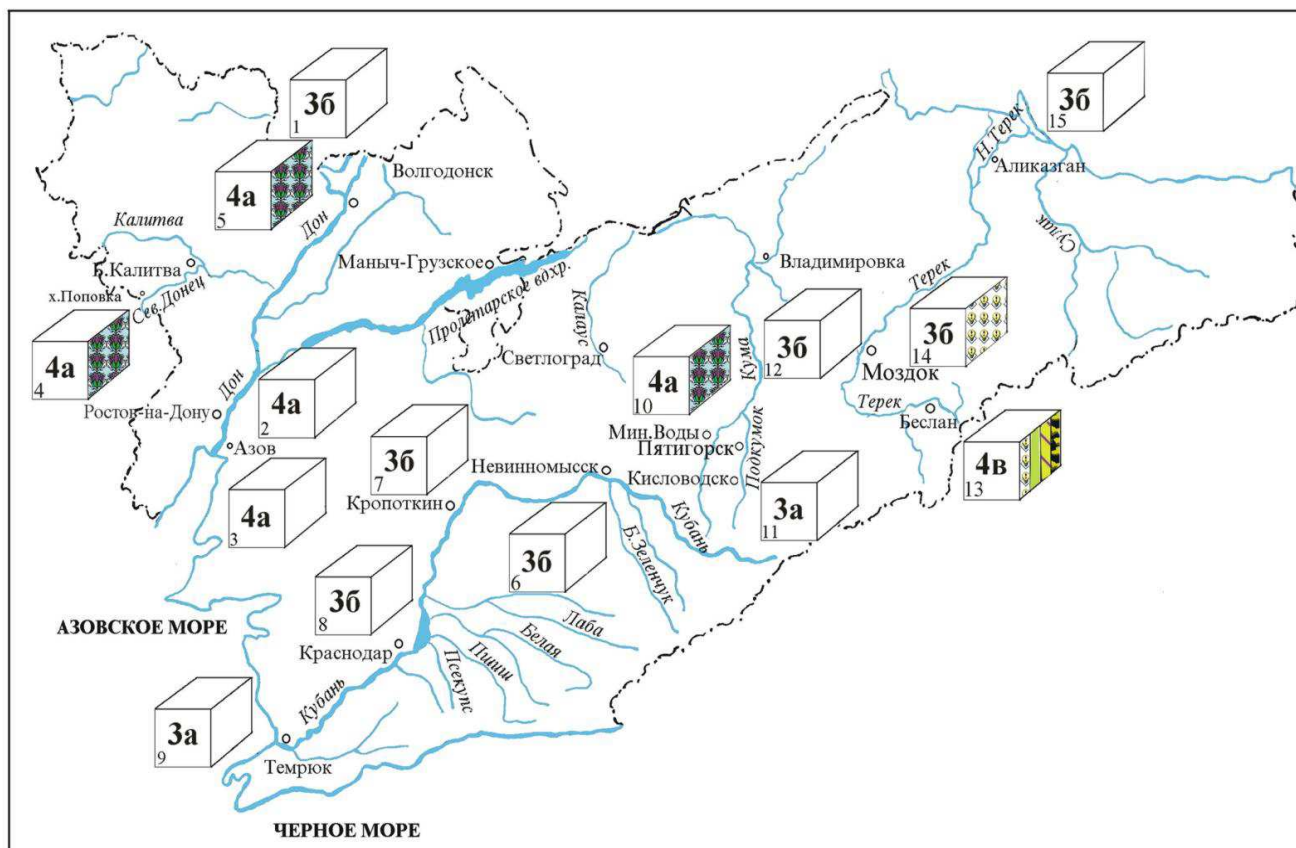 3б
1
3б
15
Н.Терек
Аликазган
4а
5
Волгодонск
Дон
Калитва
Б.Калитва
Сулак
Маныч-Грузское
Владимировка
х.Поповка
Сев.Донец
Пролетарское вдхр.
Терек
Калаус
3б
14
4а
4
Светлоград
3б
12
Кума
4а
10
Моздок
Дон
4а
2
Ростов-на-Дону
Терек
Беслан
Азов
3б
7
Мин.Воды
Пятигорск
Подкумок
4в
13
Невинномысск
Кисловодск
4а
3
Кропоткин
3а
11
Кубань
3б
6
Б.Зеленчук
3б
8
АЗОВСКОЕ МОРЕ
Лаба
Белая
Краснодар
Пшиш
Псекупс
Кубань
3а
9
Темрюк
ЧЕРНОЕ МОРЕ